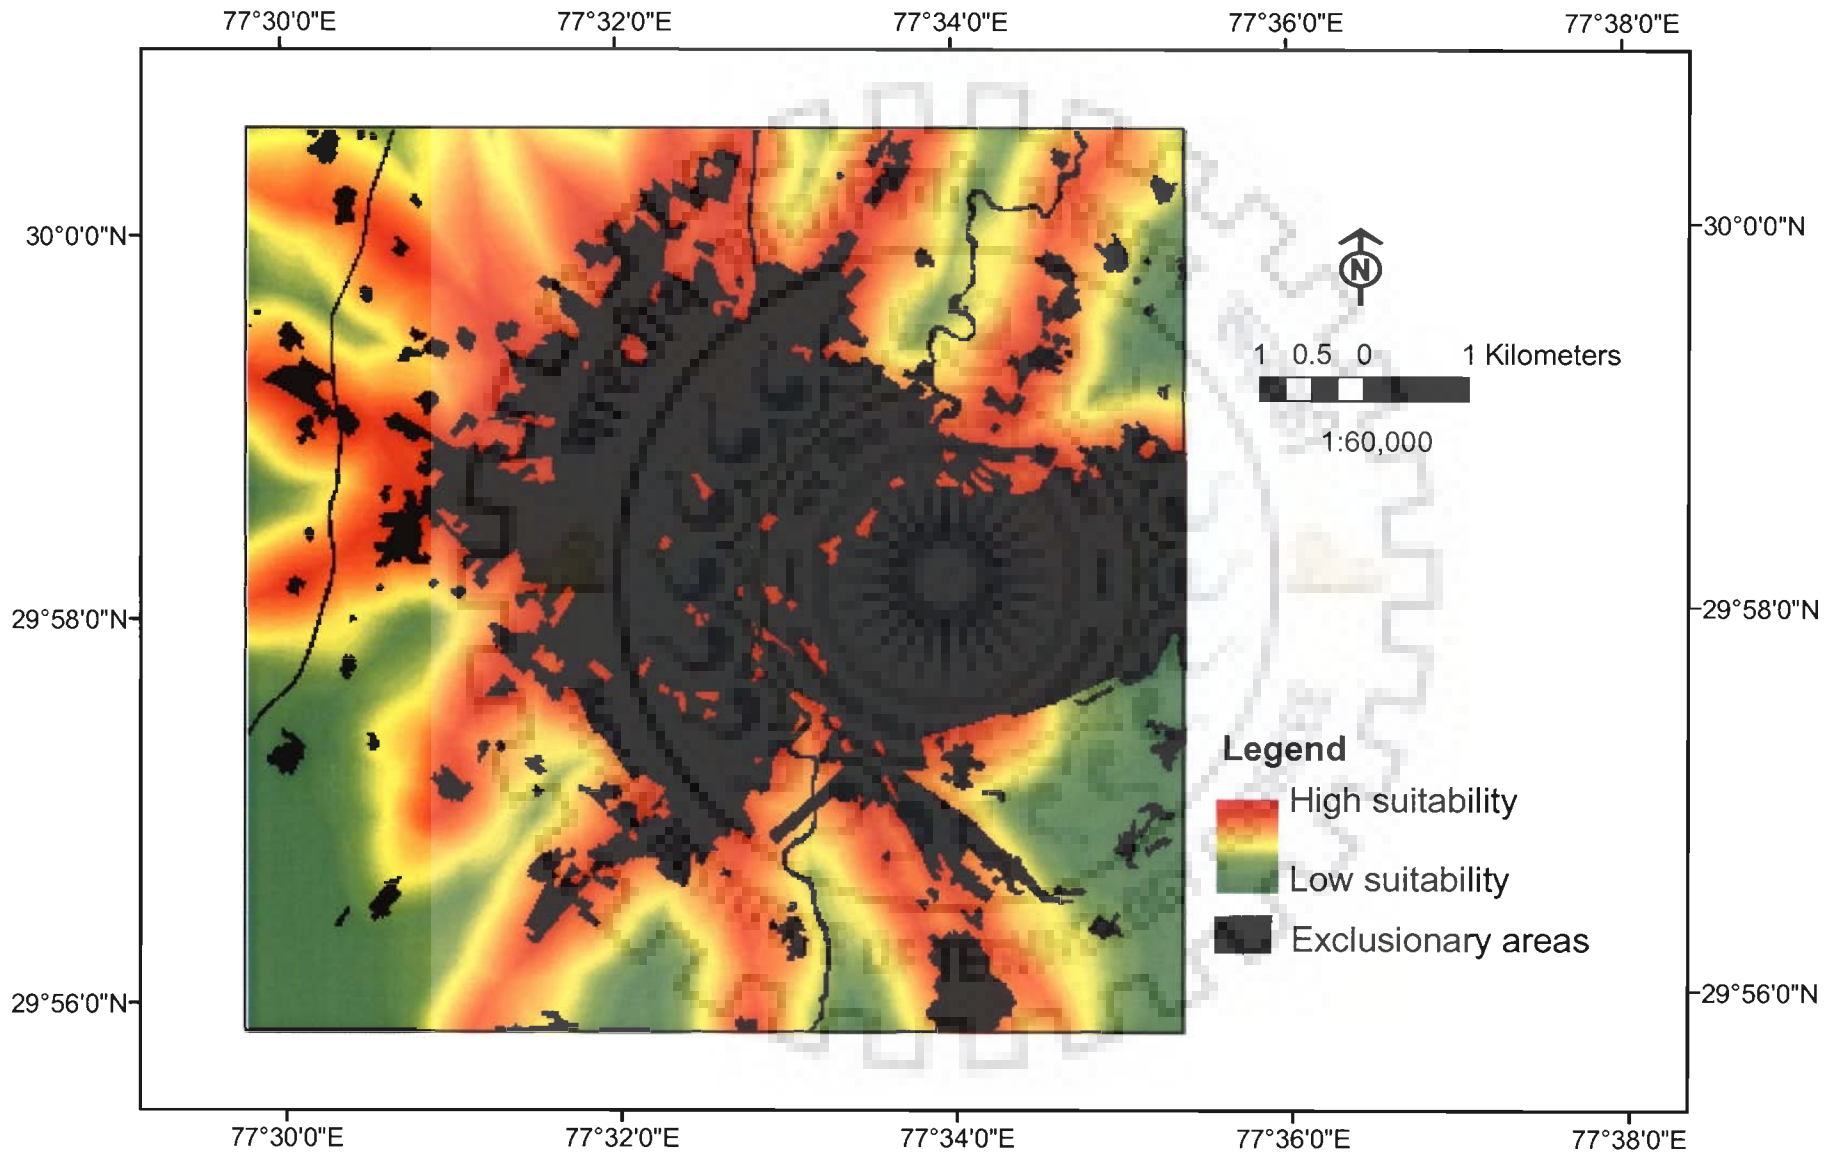 77°30'0"E 77°32'0"E 77°34'0"E 77°36'0"E 77°38'0"E
30°0'0"N 30°0'0"N
N
1 0.5 0 1 Kilometers
1:60,000
29°58'0"N 29°58'0"N
Legend
High suitability
Low suitability
Exclusionary areas
29°56'0"N 29°56'0"N
77°30'0"E 77°32'0"E 77°34'0"E 77°36'0"E 77°38'0"E